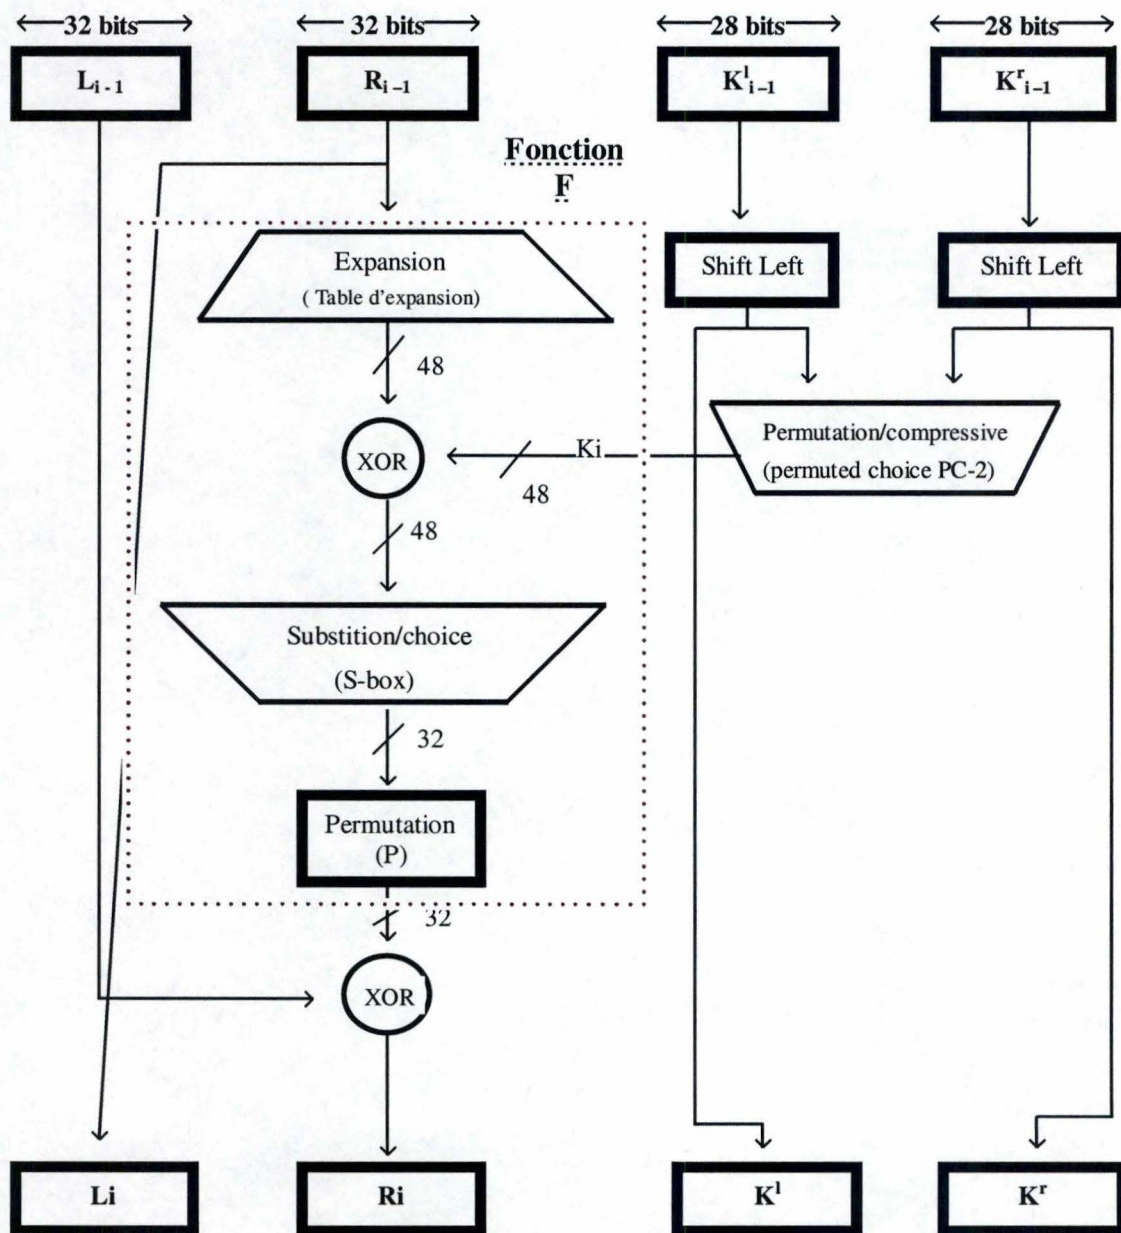 32 bits
32 bits
28 bits
28 bits
L i - 1
R i - 1
K^l i-1
K^r i-1
Fonction
F
Expansion
( Table d'expansion)
Shift Left
Shift Left
48
Permutation/compressive
(permuted choice PC-2)
XOR
Ki
48
48
Substition/choice
(S-box)
32
Permutation
(P)
32
XOR
Li
Ri
K^l
K^r